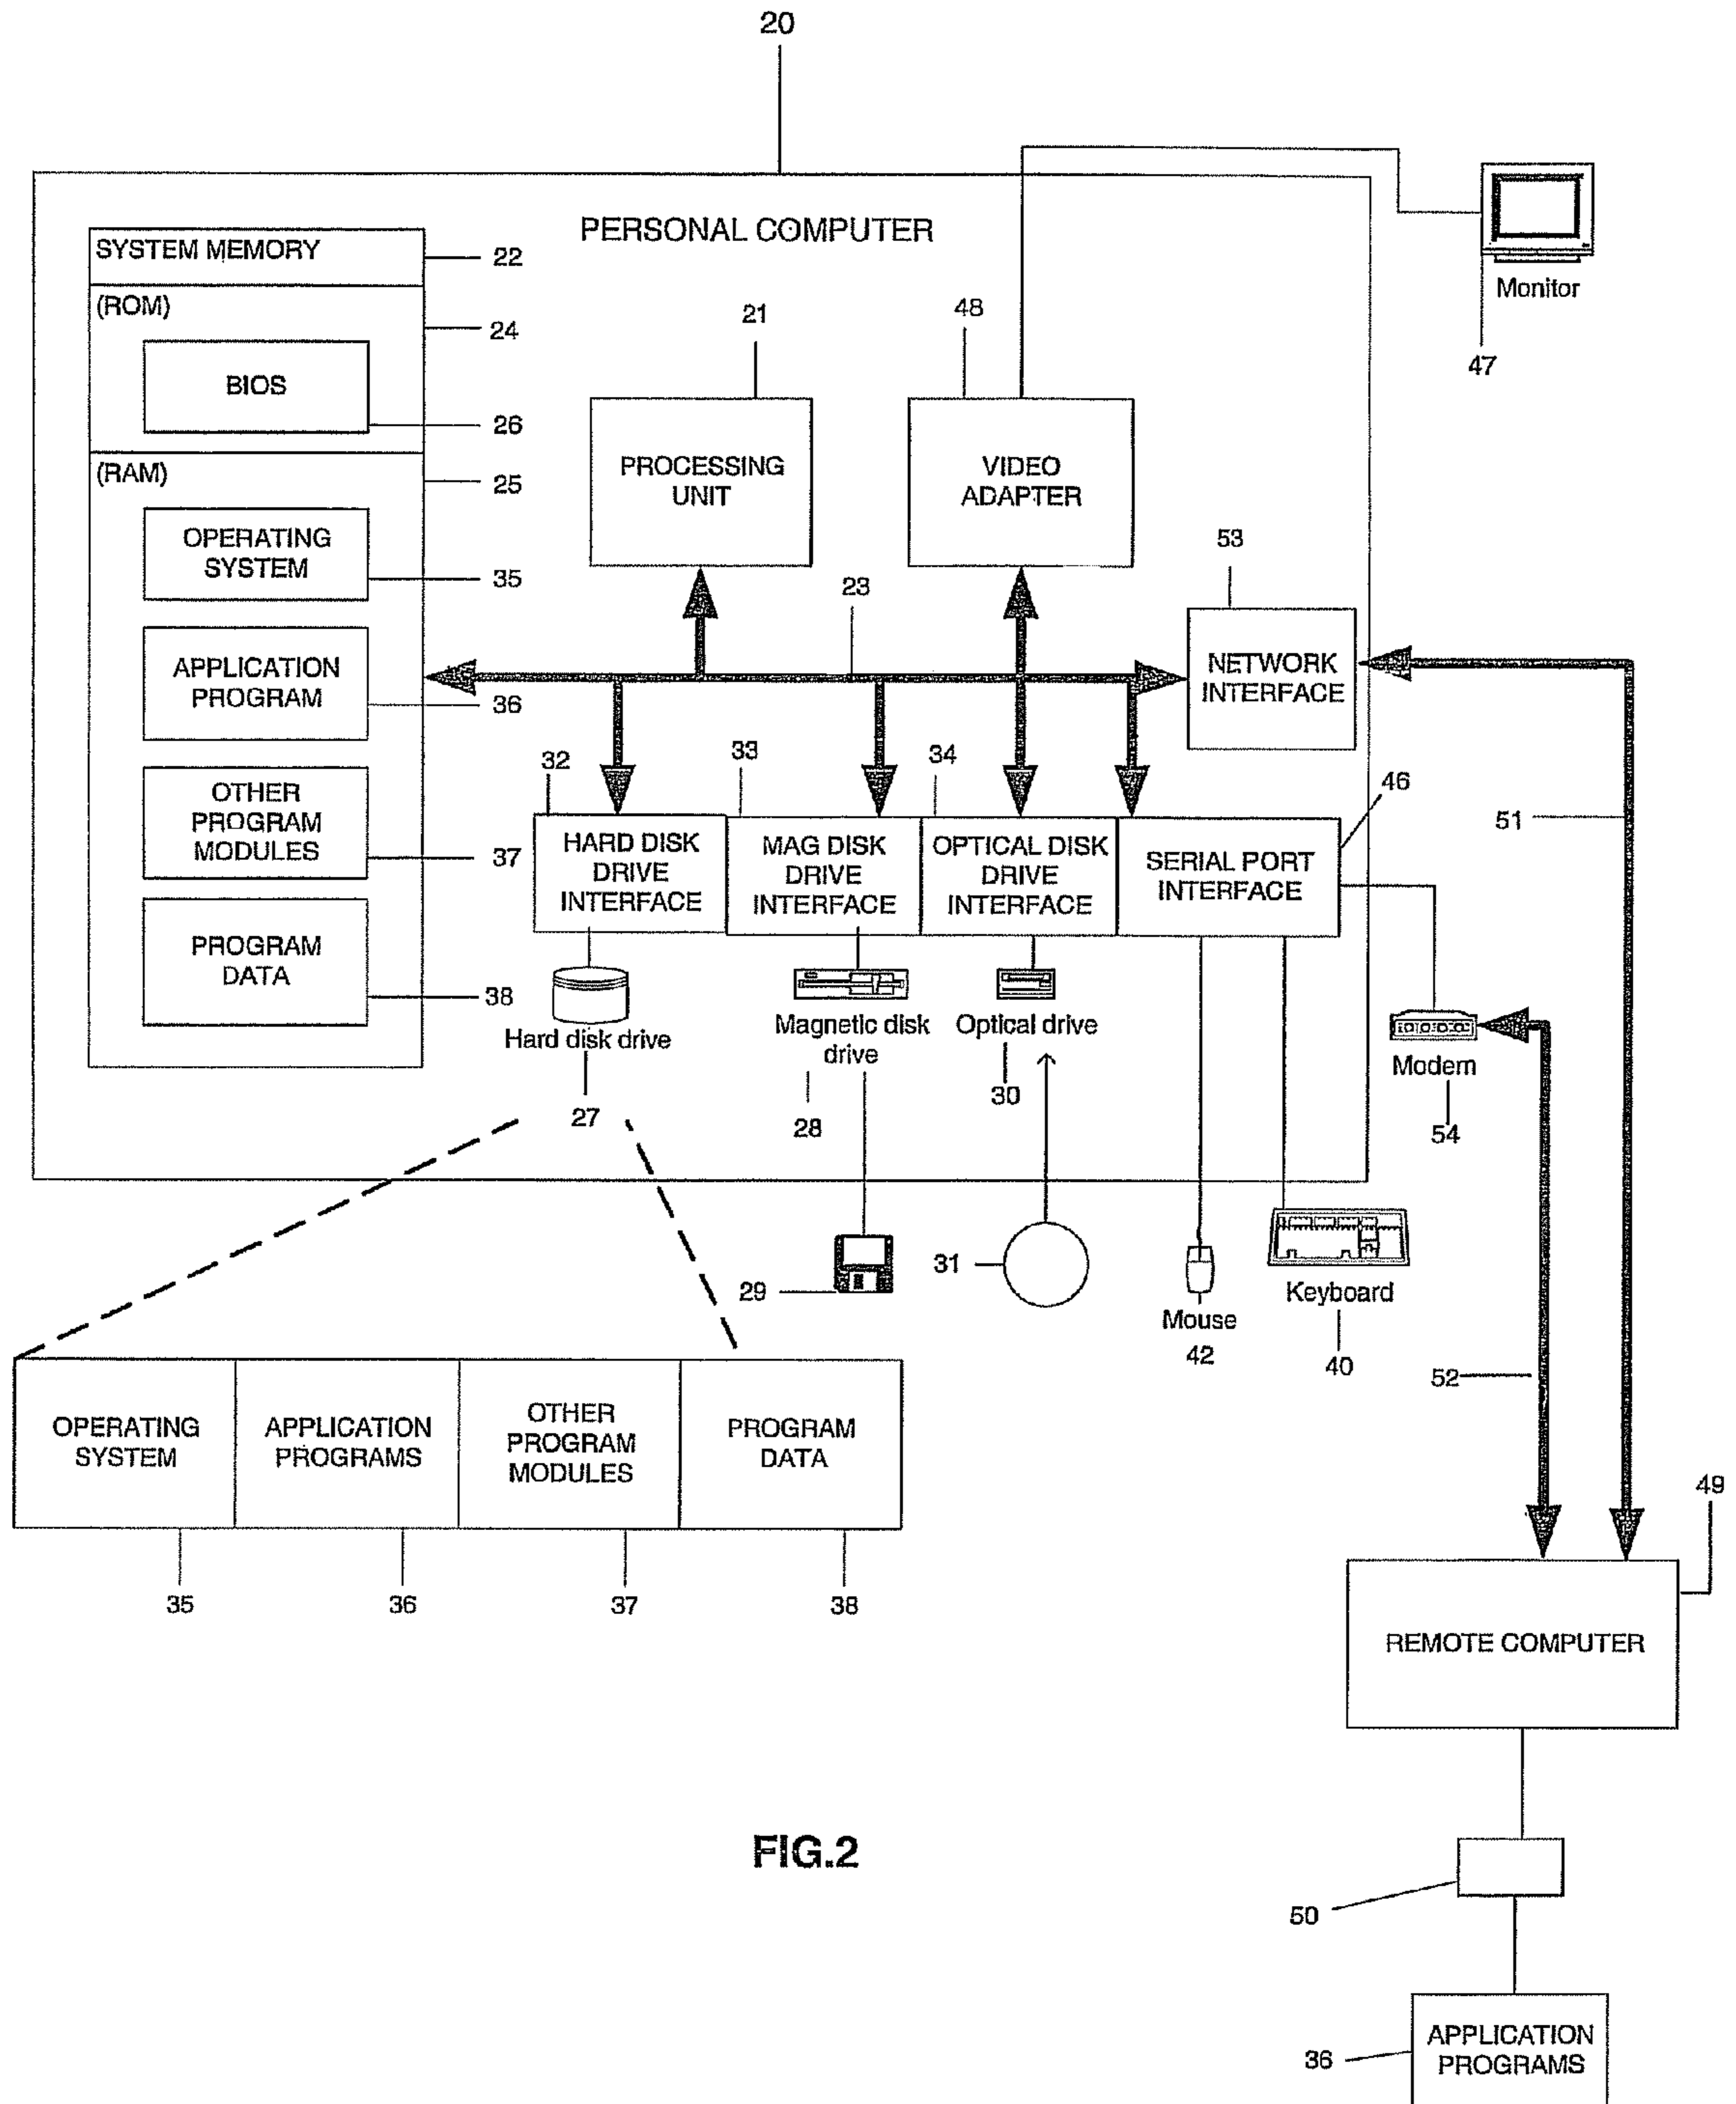 20
PERSONAL COMPUTER
SYSTEM MEMORY
22
(ROM)
24
BIOS
26
(RAM)
25
OPERATING
SYSTEM
35
APPLICATION
PROGRAM
36
OTHER
PROGRAM
MODULES
37
PROGRAM
DATA
38
21
PROCESSING
UNIT
48
VIDEO
ADAPTER
Monitor
47
23
53
NETWORK
INTERFACE
32
HARD DISK
DRIVE
INTERFACE
33
MAG DISK
DRIVE
INTERFACE
34
OPTICAL DISK
DRIVE
INTERFACE
46
SERIAL PORT
INTERFACE
51
Hard disk drive
27
Magnetic disk
drive
28
Optical drive
30
Modem
54
29
31
Mouse
42
Keyboard
40
52
OPERATING
SYSTEM
APPLICATION
PROGRAMS
OTHER
PROGRAM
MODULES
PROGRAM
DATA
35
36
37
38
49
REMOTE COMPUTER
FIG.2
50
APPLICATION
PROGRAMS
36